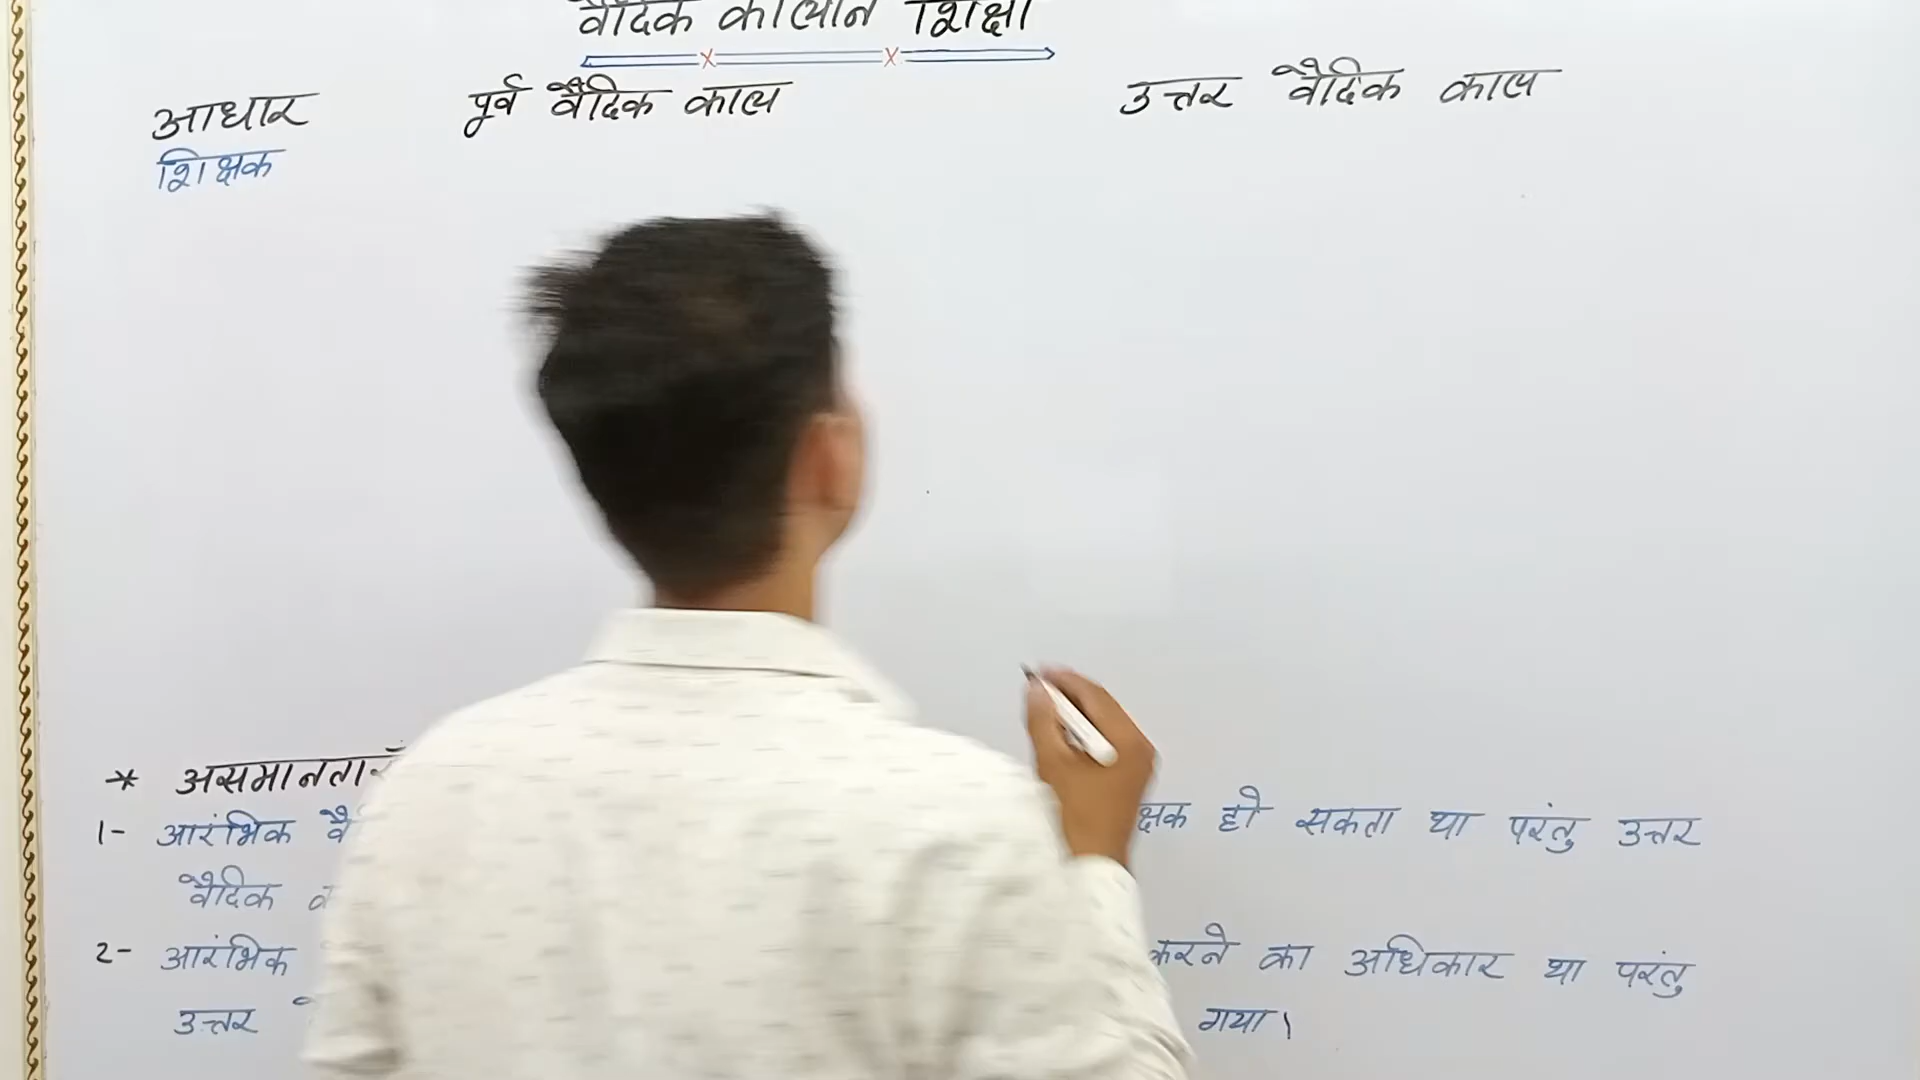 वैदिक कालीन शिक्षा
आधार पूर्व वैदिक काल उत्तर वैदिक काल
शिक्षक
* असमानता
1- आरंभिक वै क्षक हो सकता था परंतु उत्तर
वैदिक
2- आरंभिक करने का अधिकार था परंतु
उत्तर गया।